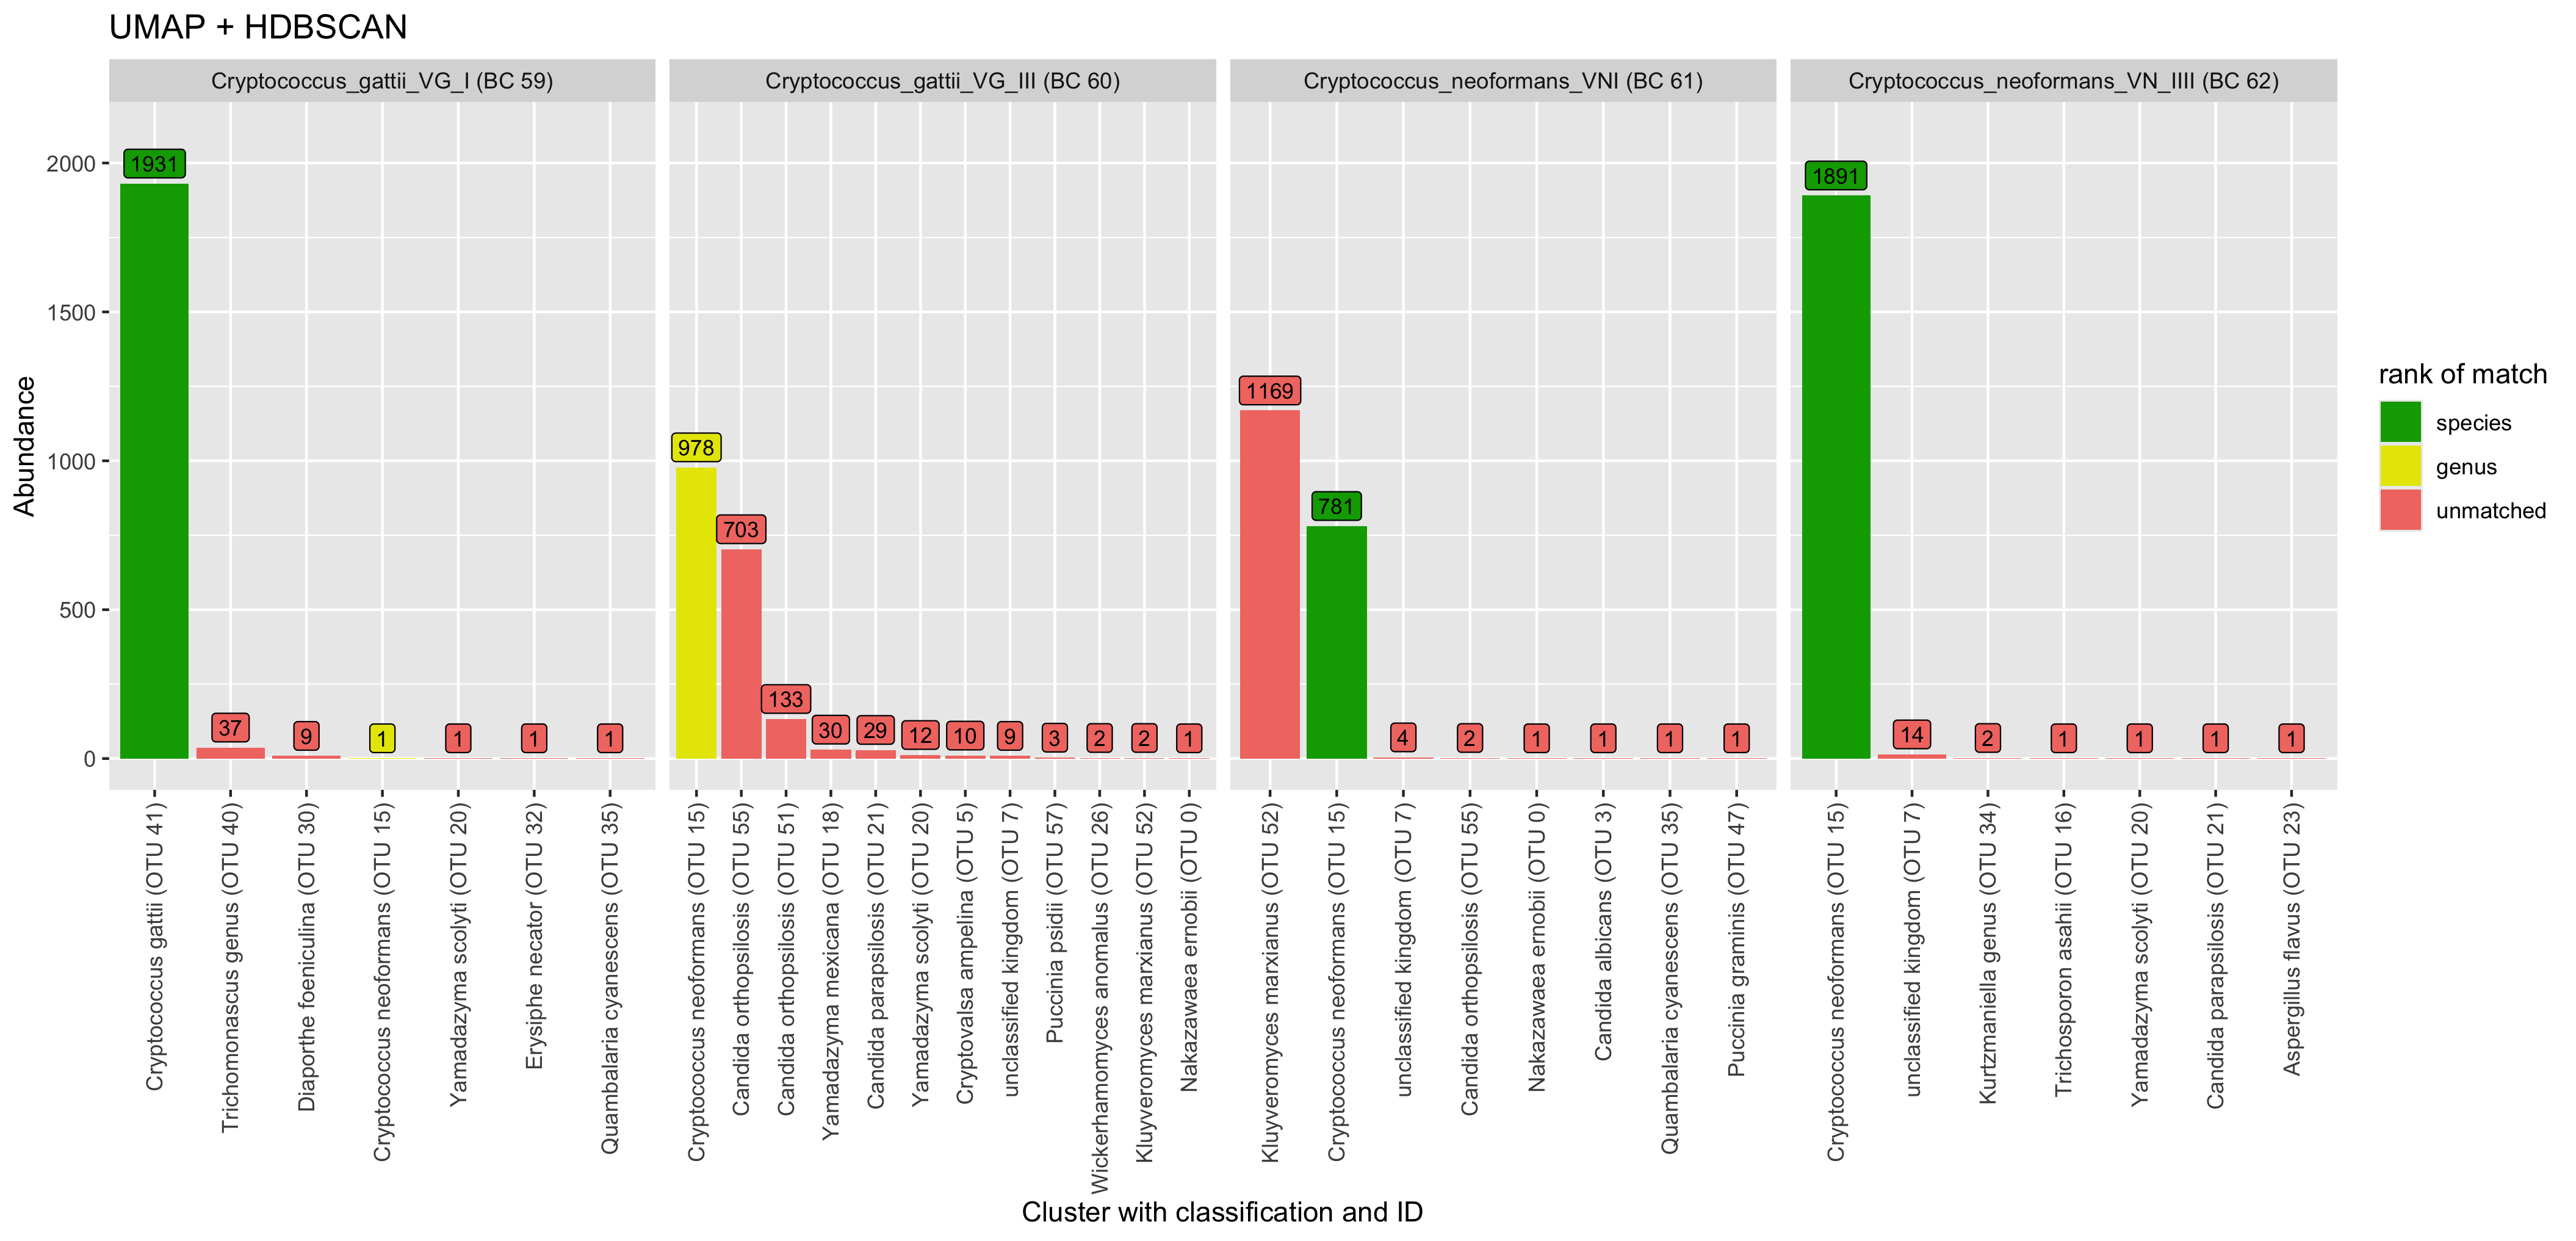 UMAP + HDBSCAN
Cryptococcus_gattii_VG_I (BC 59)
Cryptococcus_gattii_VG_III (BC 60)
Cryptococcus_neoformans_VNI (BC 61)
Cryptococcus_neoformans_VN_IIII (BC 62)
Abundance
2000
1500
1000
500
0
1931
37
9
1
1
1
1
978
703
133
30
29
12
10
9
3
2
2
1
1169
781
4
2
1
1
1
1
1891
14
2
1
1
1
1
Cryptococcus gattii (OTU 41)
Trichomonascus genus (OTU 40)
Diaporthe foeniculina (OTU 30)
Cryptococcus neoformans (OTU 15)
Yamadazyma scolyti (OTU 20)
Erysiphe necator (OTU 32)
Quambalaria cyanescens (OTU 35)
Cryptococcus neoformans (OTU 15)
Candida orthopsilosis (OTU 55)
Candida orthopsilosis (OTU 51)
Yamadazyma mexicana (OTU 18)
Candida parapsilosis (OTU 21)
Yamadazyma scolyti (OTU 20)
Cryptovalsa ampelina (OTU 5)
unclassified kingdom (OTU 7)
Puccinia psidii (OTU 57)
Wickerhamomyces anomalus (OTU 26)
Kluyveromyces marxianus (OTU 52)
Nakazawaea ernobii (OTU 0)
Kluyveromyces marxianus (OTU 52)
Cryptococcus neoformans (OTU 15)
unclassified kingdom (OTU 7)
Candida orthopsilosis (OTU 55)
Nakazawaea ernobii (OTU 0)
Candida albicans (OTU 3)
Quambalaria cyanescens (OTU 35)
Puccinia graminis (OTU 47)
Cryptococcus neoformans (OTU 15)
unclassified kingdom (OTU 7)
Kurtzmaniella genus (OTU 34)
Trichosporon asahii (OTU 16)
Yamadazyma scolyti (OTU 20)
Candida parapsilosis (OTU 21)
Aspergillus flavus (OTU 23)
Cluster with classification and ID
rank of match
species
genus
unmatched